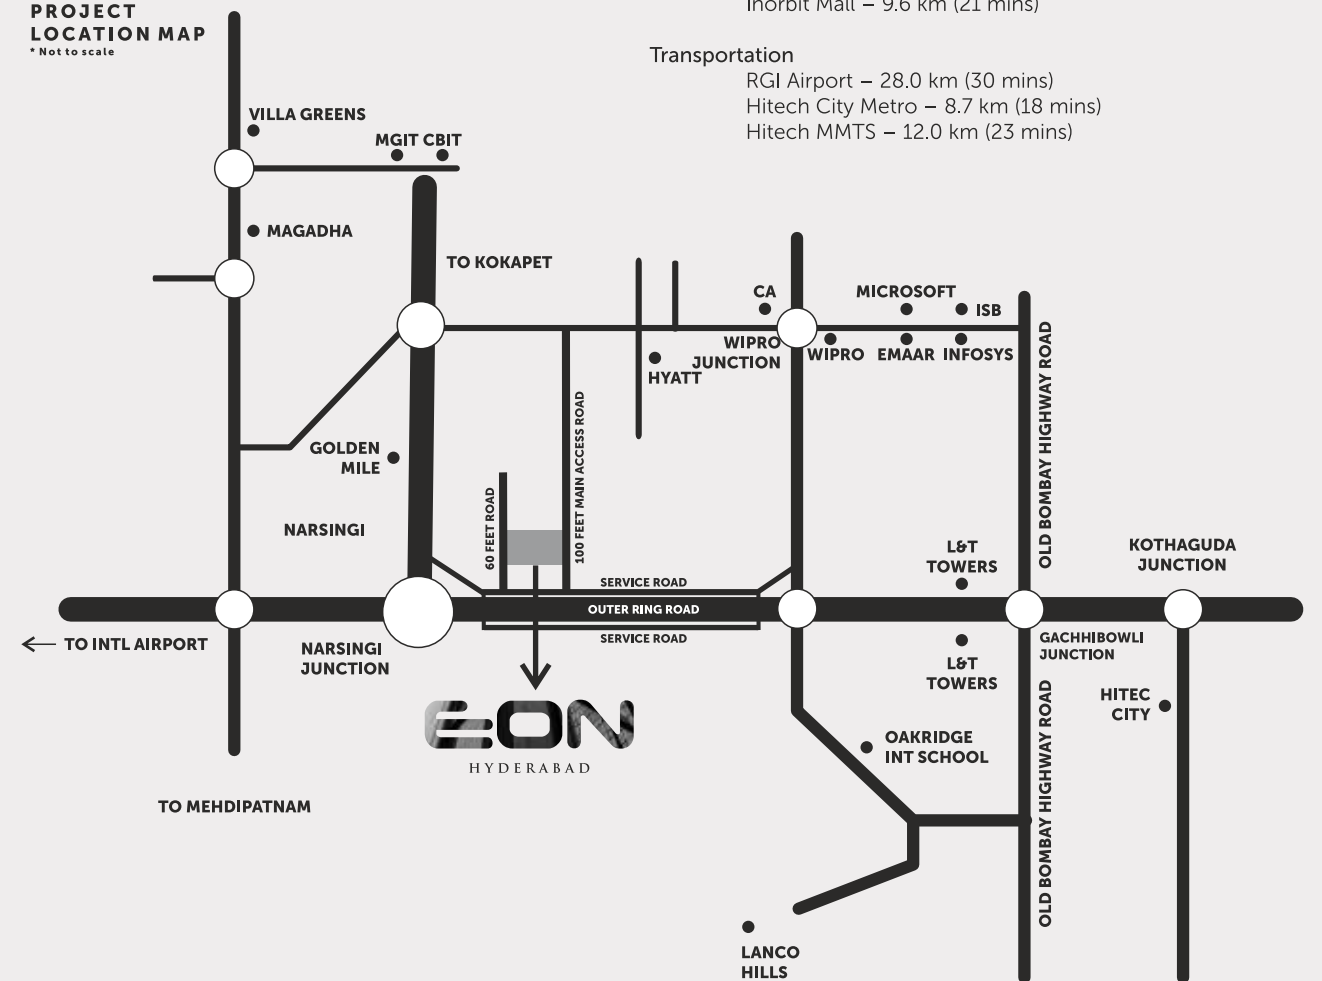 PROJECT
LOCATION MAP
* Not to scale
Inorbit Mall – 9.6 km (21 mins)
Transportation
RGI Airport – 28.0 km (30 mins)
Hitech City Metro – 8.7 km (18 mins)
Hitech MMTS – 12.0 km (23 mins)
VILLA GREENS
MGIT CBIT
MAGADHA
TO KOKAPET
CA
MICROSOFT
ISB
WIPRO
JUNCTION
WIPRO
EMAAR
INFOSYS
HYATT
OLD BOMBAY HIGHWAY ROAD
GOLDEN
MILE
100 FEET MAIN ACCESS ROAD
60 FEET ROAD
NARSINGI
L&T
TOWERS
KOTHAGUDA
JUNCTION
SERVICE ROAD
OUTER RING ROAD
SERVICE ROAD
TO INTL AIRPORT
NARSINGI
JUNCTION
GACHHIBOWLI
JUNCTION
L&T
TOWERS
HITEC
CITY
EON
HYDERABAD
OAKRIDGE
INT SCHOOL
OLD BOMBAY HIGHWAY ROAD
TO MEHDIPATNAM
LANCO
HILLS